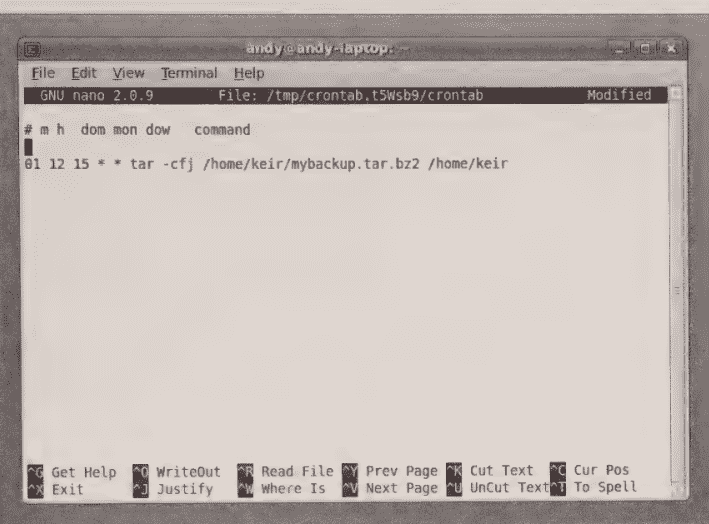 andy@andy-laptop: ~
File Edit View Terminal Help
GNU nano 2.0.9 File: /tmp/crontab.t5Wsb9/crontab Modified
# m h dom mon dow command
01 12 15 * * tar -cfj /home/keir/mybackup.tar.bz2 /home/keir
^G Get Help ^O WriteOut ^R Read File ^Y Prev Page ^K Cut Text ^C Cur Pos
^X Exit ^J Justify ^W Where Is ^V Next Page ^U UnCut Text ^T To Spell